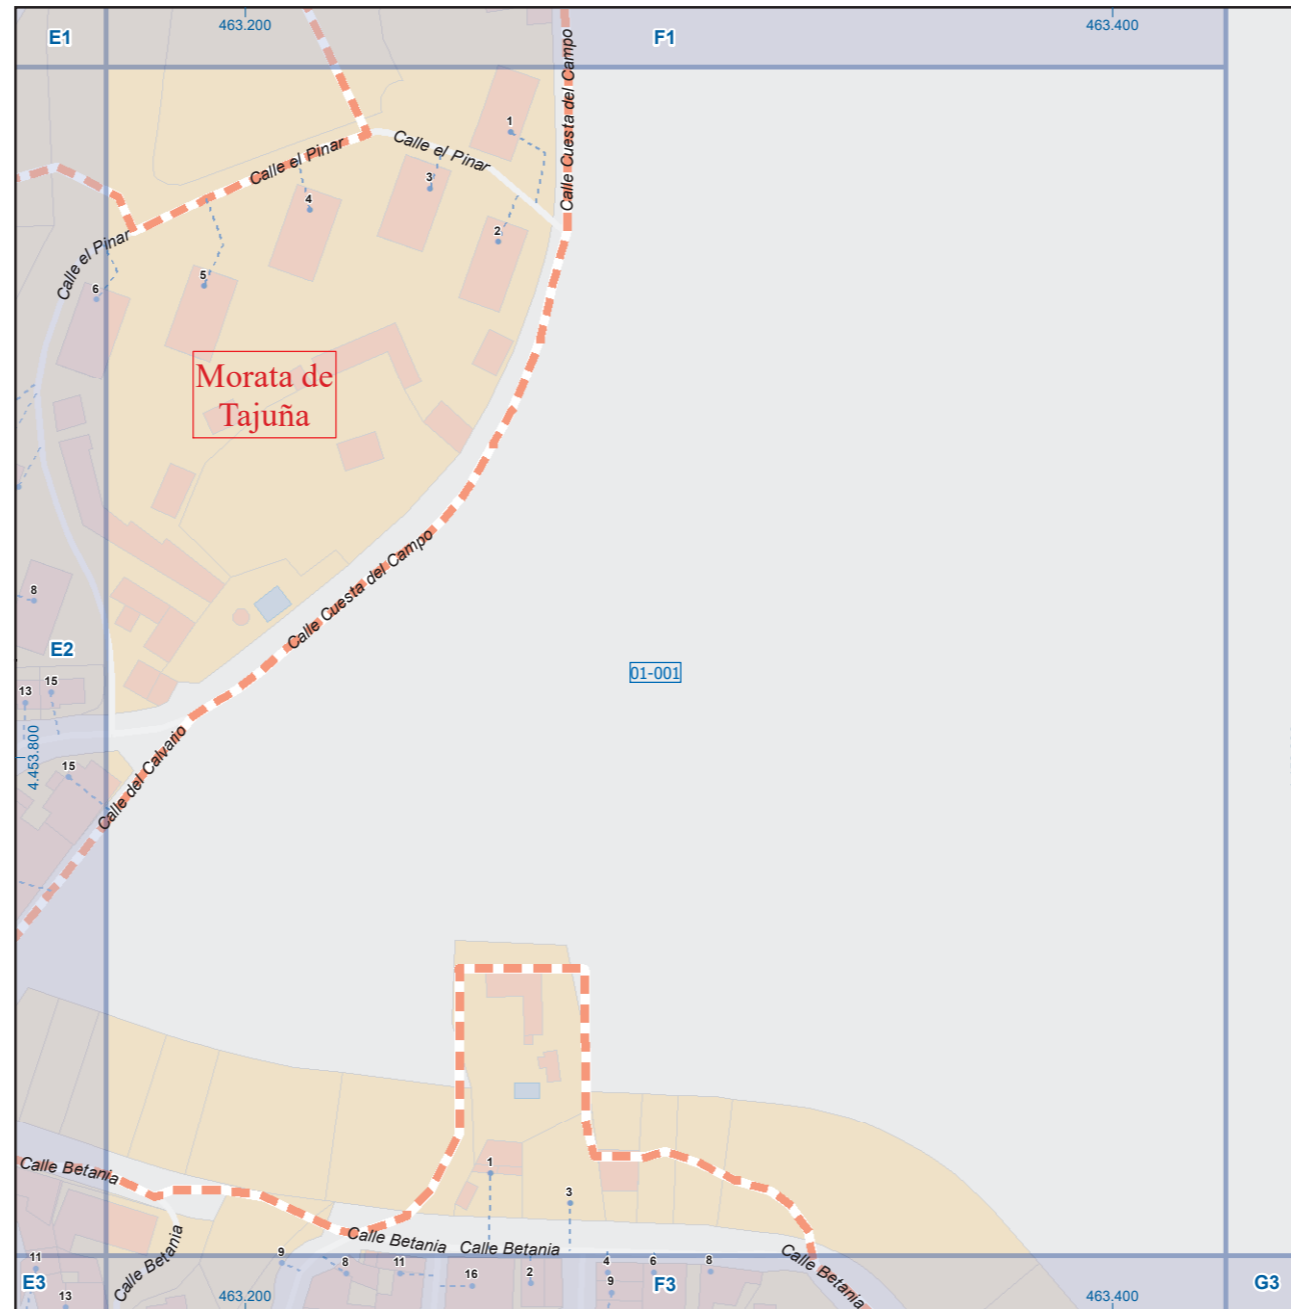 463.200
463.400
E1
F1
Calle Cuesta del Campo
1
Calle el Pinar
Calle el Pinar
3
4
Calle Cuesta del Campo
2
Calle el Pinar
5
6
Morata de
Tajuña
8
E2
01-001
13
15
4.453.800
15
Calle del Calvario
Calle Betania
1
3
Calle Betania
Calle Betania
Calle Betania
Calle Betania
9
8
11
16
2
4
6
8
9
11
13
E3
F3
G3
463.200
463.400